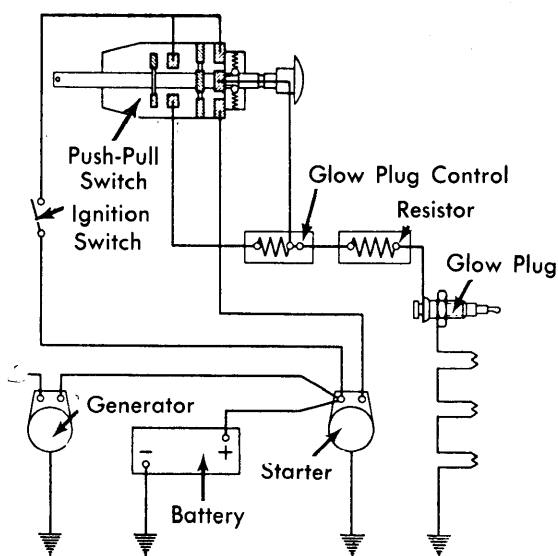 Push-Pull
Switch
Ignition
Switch
Glow Plug Control
Resistor
Glow Plug
Generator
Starter
- +
Battery